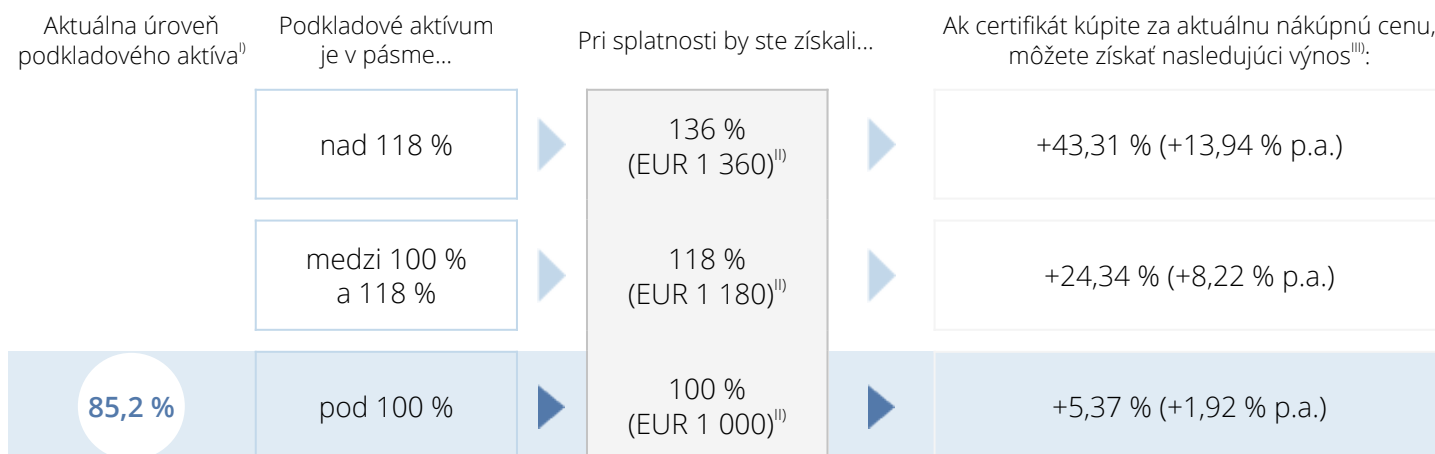 Aktuálna úroveň
podkladového aktíva^I)
Podkladové aktívum
je v pásme...
Pri splatnosti by ste získali...
Ak certifikát kúpite za aktuálnu nákupnú cenu,
môžete získať nasledujúci výnos^III):
nad 118 %
136 %
(EUR 1 360)^II)
+43,31 % (+13,94 % p.a.)
medzi 100 %
a 118 %
118 %
(EUR 1 180)^II)
+24,34 % (+8,22 % p.a.)
85,2 %
pod 100 %
100 %
(EUR 1 000)^II)
+5,37 % (+1,92 % p.a.)